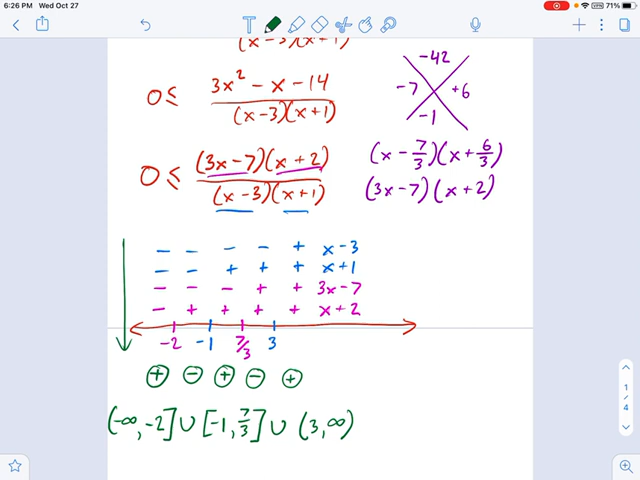 6:26 PM Wed Oct 27 71%
(x-3)(x+1)
-42
0 ≤ (3x² - x - 14)/((x-3)(x+1))
-7 +6
-1
0 ≤ ((3x-7)(x+2))/((x-3)(x+1))
(x - 7/3)(x + 6/3)
(3x-7)(x+2)
- - - - + x-3
- - + + + x+1
- - - + + 3x-7
- + + + + x+2
-2 -1 7/3 3
+ - + - +
(-∞, -2] ∪ [-1, 7/3] ∪ (3, ∞)
1
4